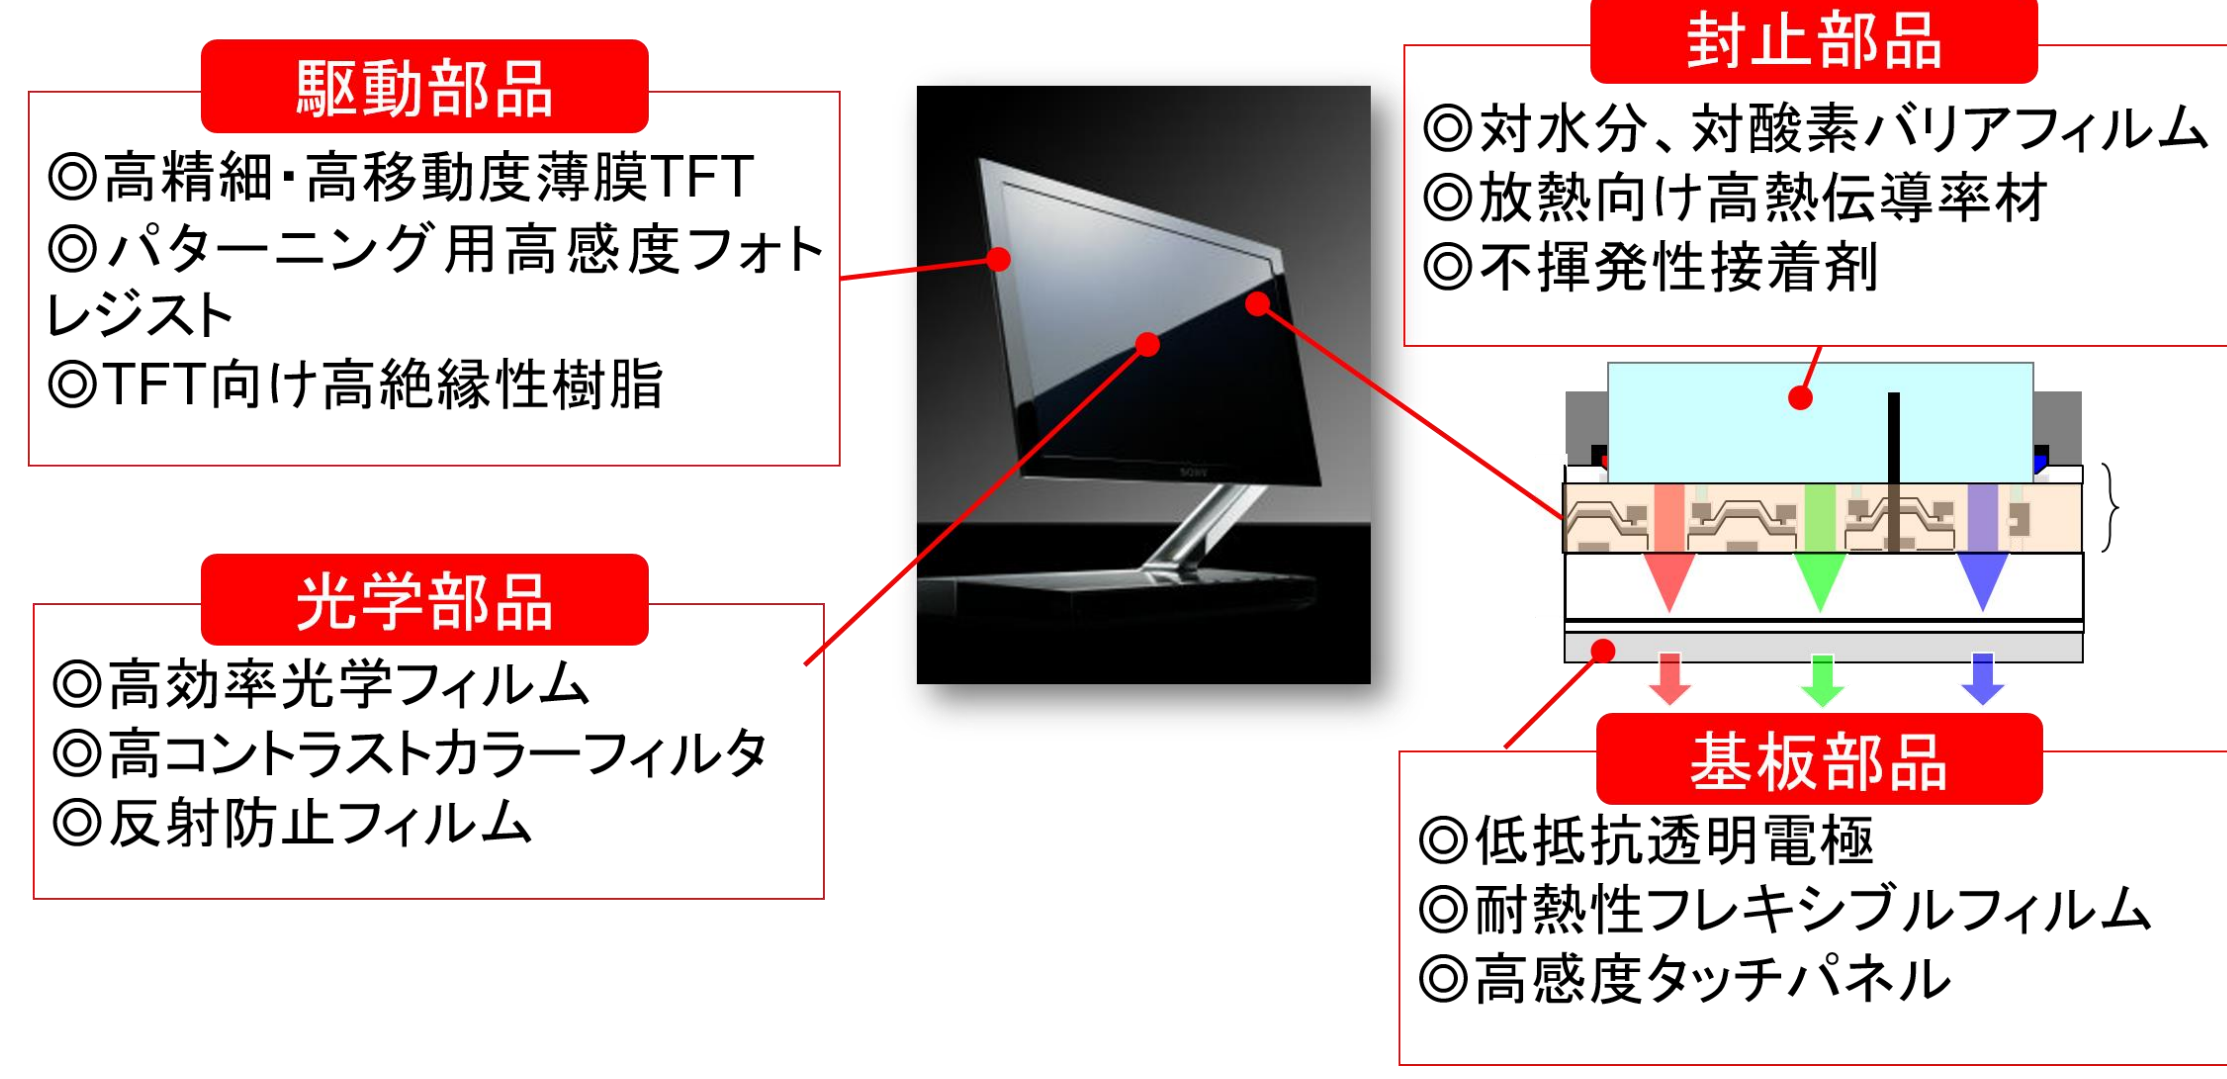 駆動部品
◎高精細・高移動度薄膜TFT
◎パターニング用高感度フォト
レジスト
◎TFT向け高絶縁性樹脂
光学部品
◎高効率光学フィルム
◎高コントラストカラーフィルタ
◎反射防止フィルム
SONY
封止部品
◎対水分、対酸素バリアフィルム
◎放熱向け高熱伝導率材
◎不揮発性接着剤
基板部品
◎低抵抗透明電極
◎耐熱性フレキシブルフィルム
◎高感度タッチパネル